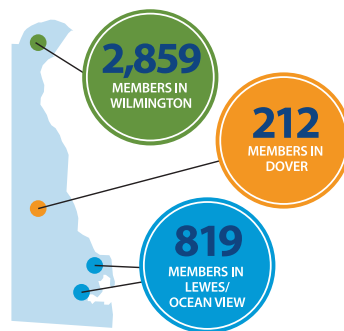 2,859
MEMBERS IN
WILMINGTON
212
MEMBERS IN
DOVER
819
MEMBERS IN
LEWES/
OCEAN VIEW